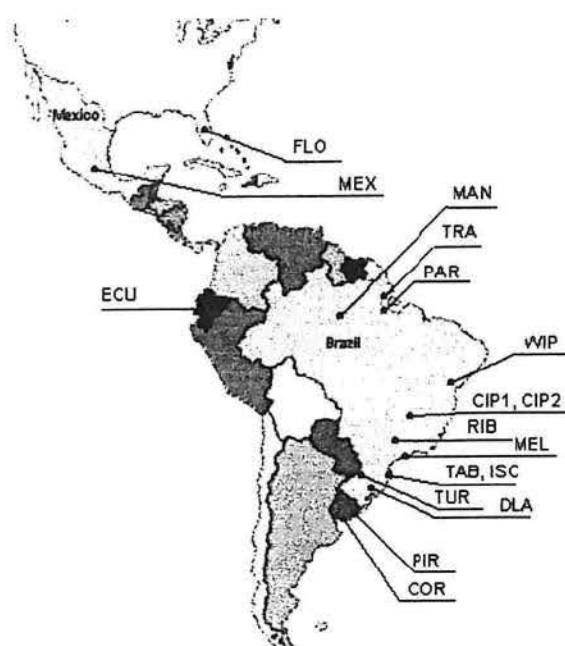 Mexico
FLO
MEX
MAN
TRA
PAR
ECU
Brazil
WIP
CIP1, CIP2
RIB
MEL
TAB, ISC
TUR
DLA
PIR
COR